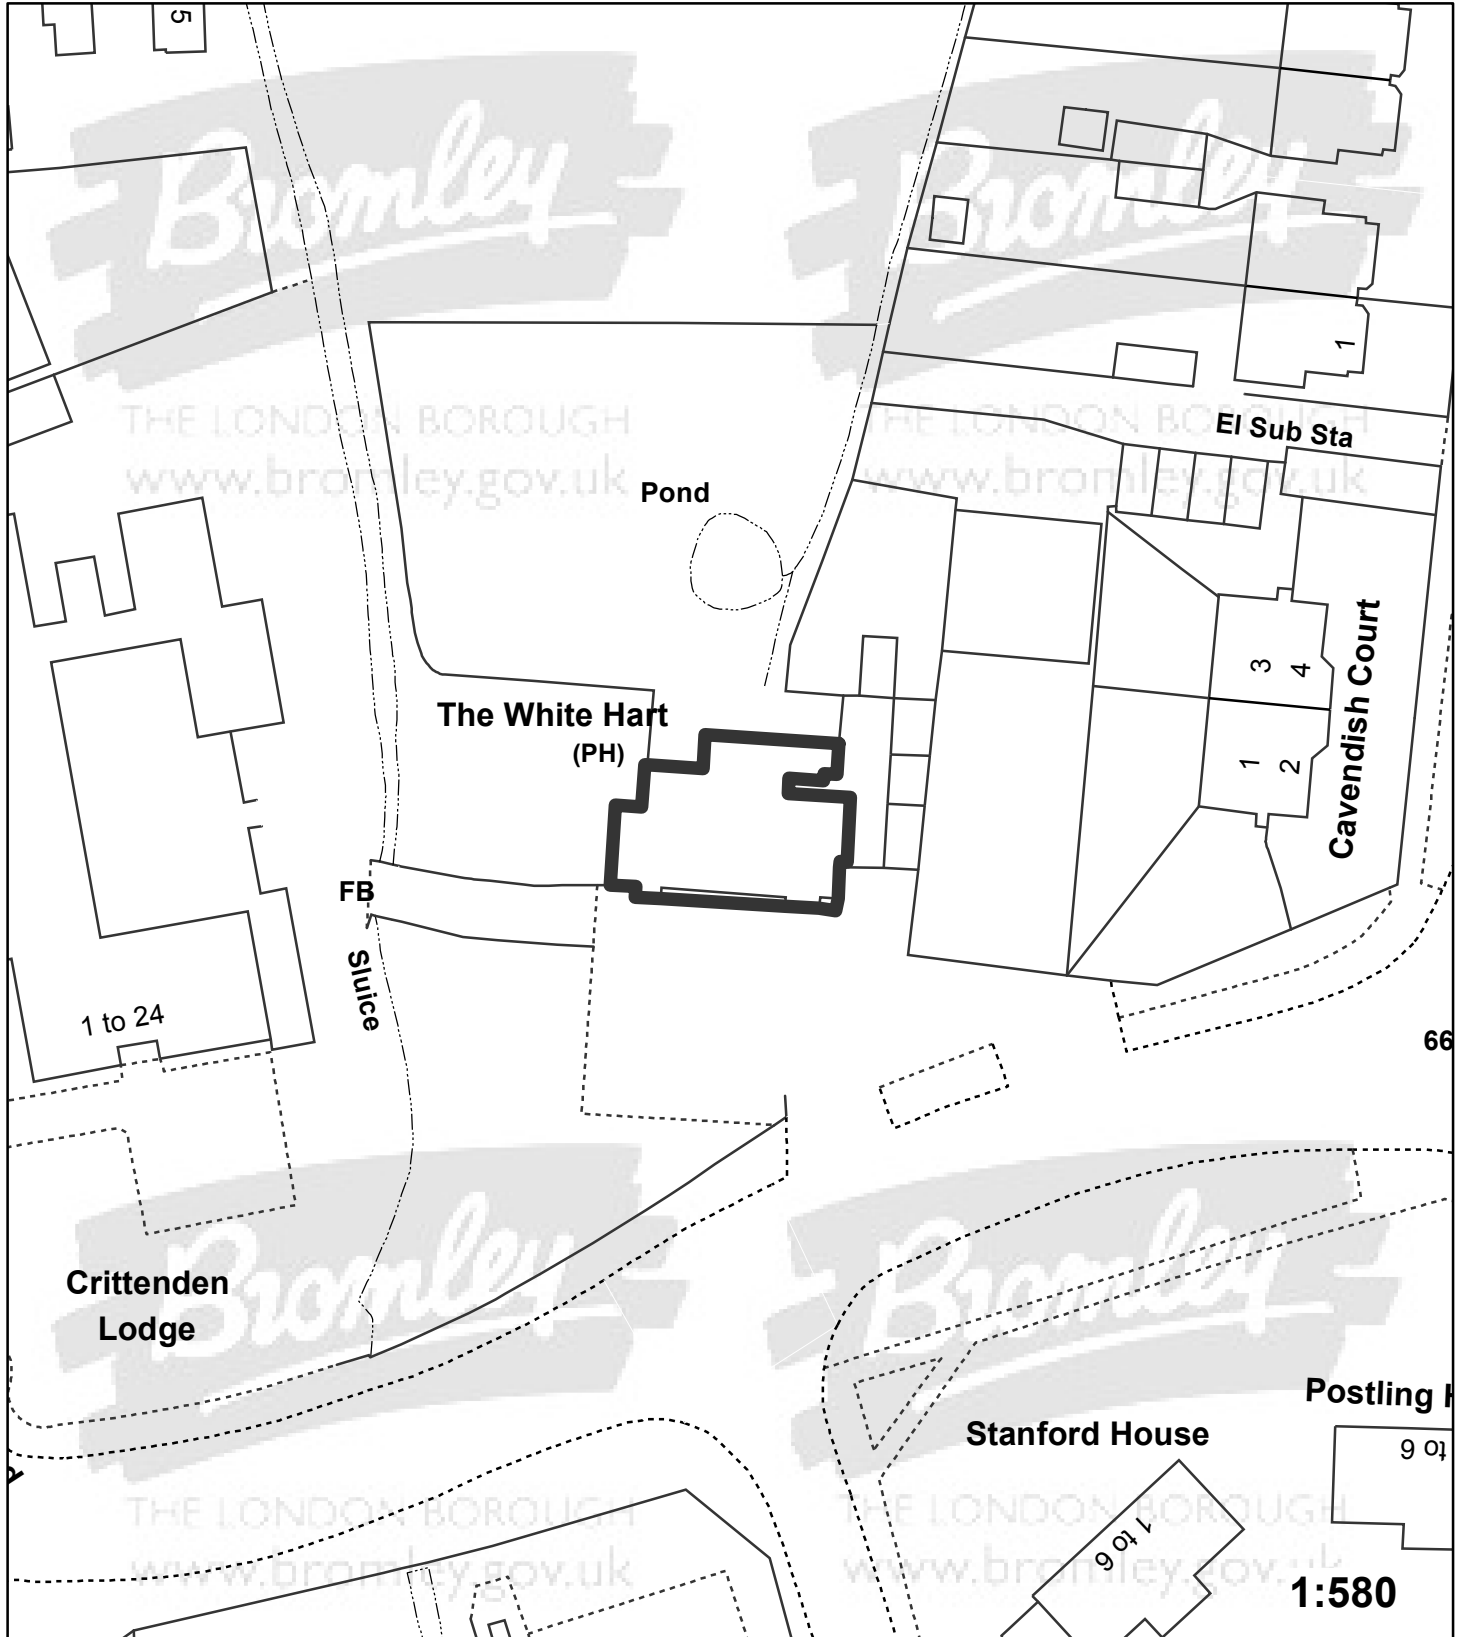 5
Bromley
Bromley
THE LONDON BOROUGH
www.bromley.gov.uk
THE LONDON BOROUGH
www.bromley.gov.uk
1
El Sub Sta
Pond
3
4
1
2
Cavendish Court
The White Hart
(PH)
FB
Sluice
1 to 24
66
Bromley
Bromley
Crittenden
Lodge
Postling
Stanford House
to 6
1 to 6
THE LONDON BOROUGH
www.bromley.gov.uk
THE LONDON BOROUGH
www.bromley.gov.uk
1:580